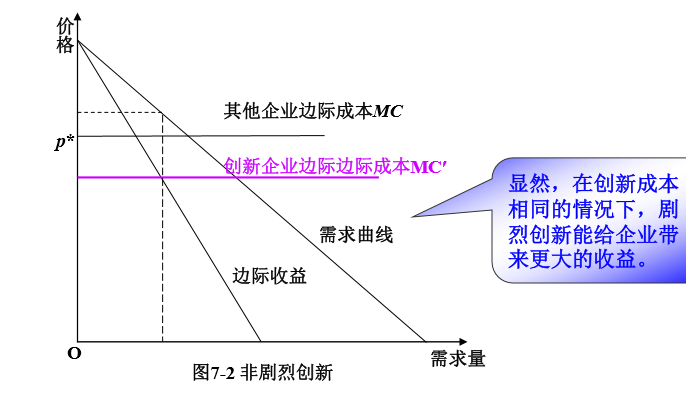 价
格
其他企业边际成本MC
p*
创新企业边际边际成本MC′
显然，在创新成本
相同的情况下，剧
烈创新能给企业带
来更大的收益。
需求曲线
边际收益
O
需求量
图7-2 非剧烈创新